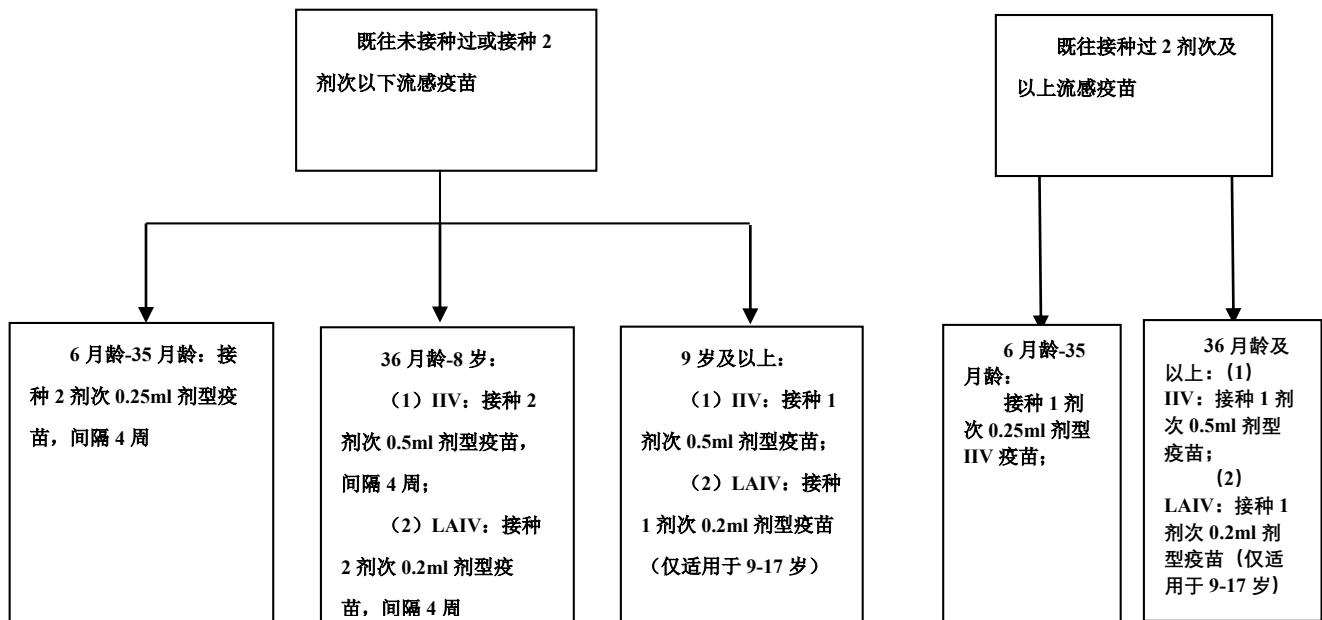 既往未接种过或接种 2
剂次以下流感疫苗
既往接种过 2 剂次及
以上流感疫苗
6 月龄-35 月龄：接
种 2 剂次 0.25ml 剂型疫
苗，间隔 4 周
36 月龄-8 岁：
（1）IIV：接种 2
剂次 0.5ml 剂型疫苗，
间隔 4 周；
（2）LAIV：接种
2 剂次 0.2ml 剂型疫
苗，间隔 4 周
9 岁及以上：
（1）IIV：接种 1
剂次 0.5ml 剂型疫苗；
（2）LAIV：接种
1 剂次 0.2ml 剂型疫苗
（仅适用于 9-17 岁）
6 月龄-35
月龄：
接种 1 剂
次 0.25ml 剂型
IIV 疫苗；
36 月龄及
以上：(1)
IIV：接种 1 剂
次 0.5ml 剂型
疫苗；
(2)
LAIV：接种 1
剂次 0.2ml 剂
型疫苗（仅适
用于 9-17 岁）